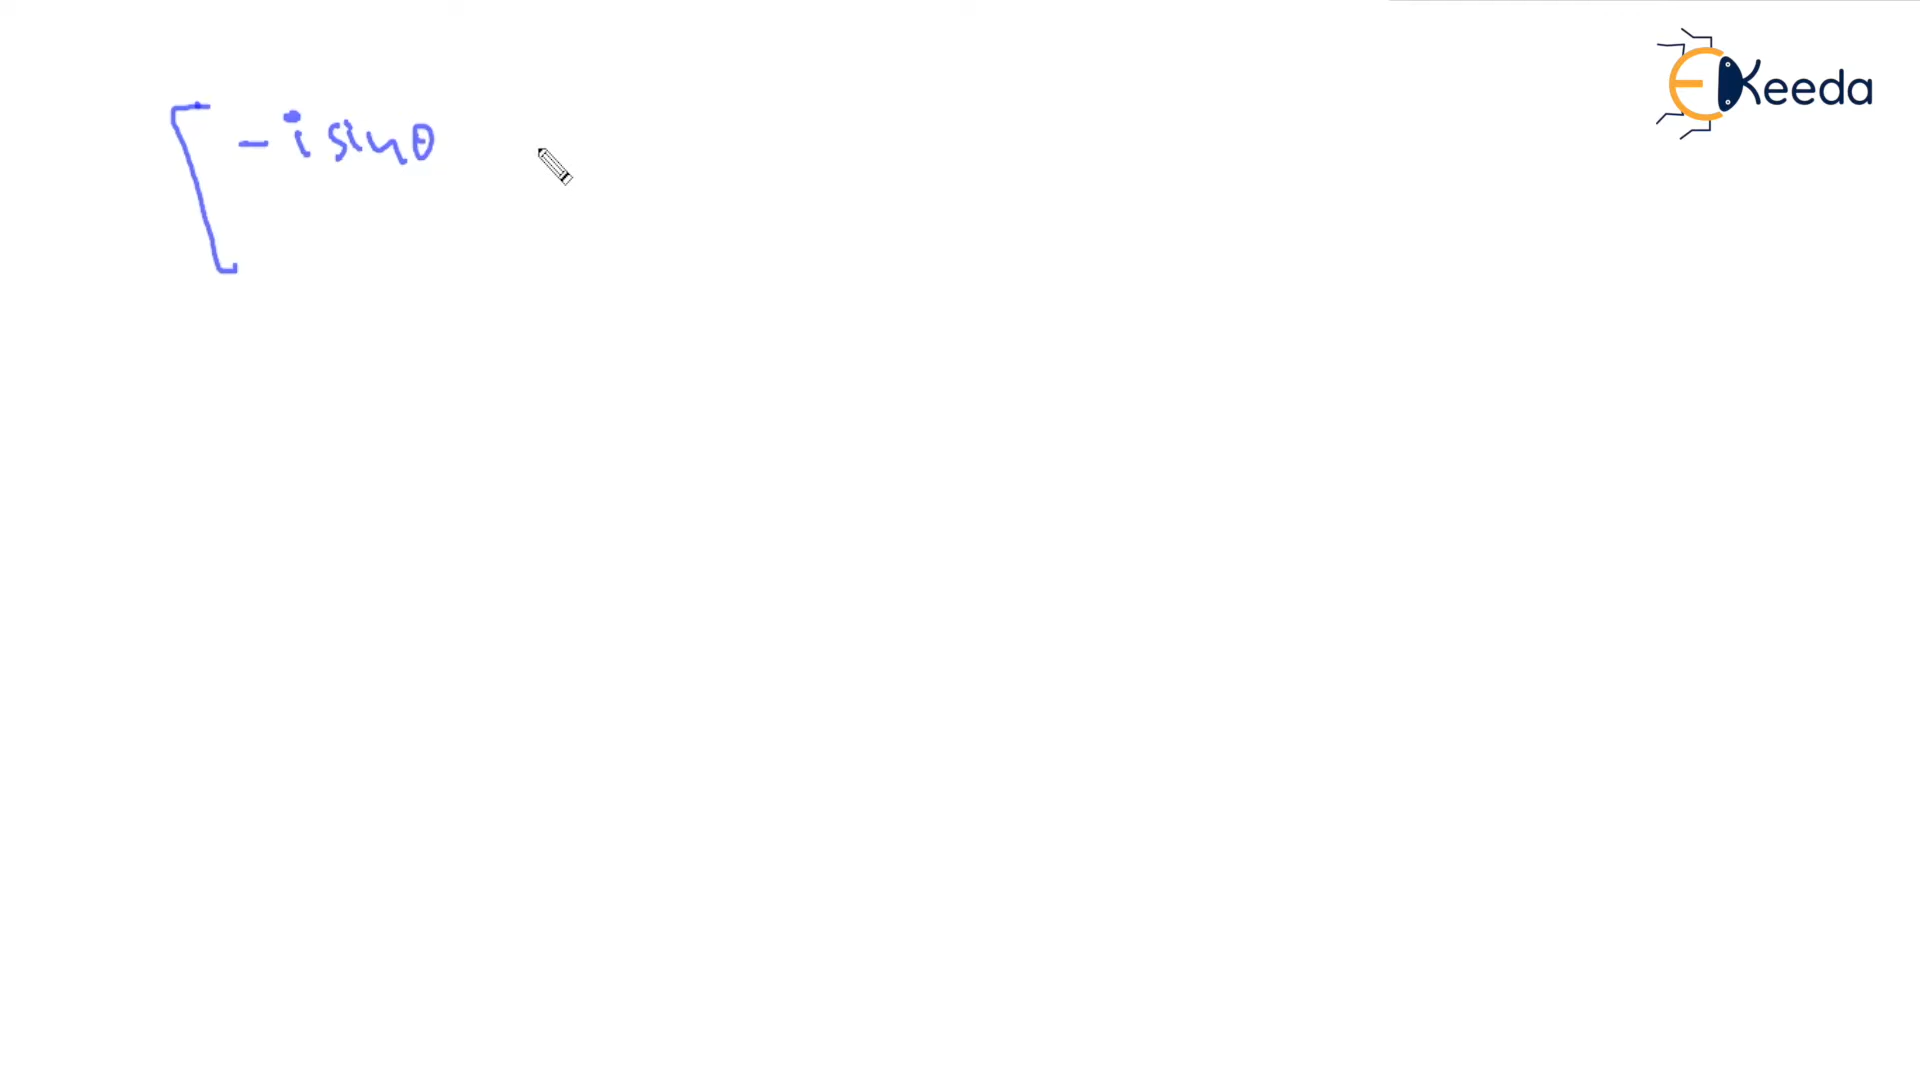 EKeeda
[ - i sinθ